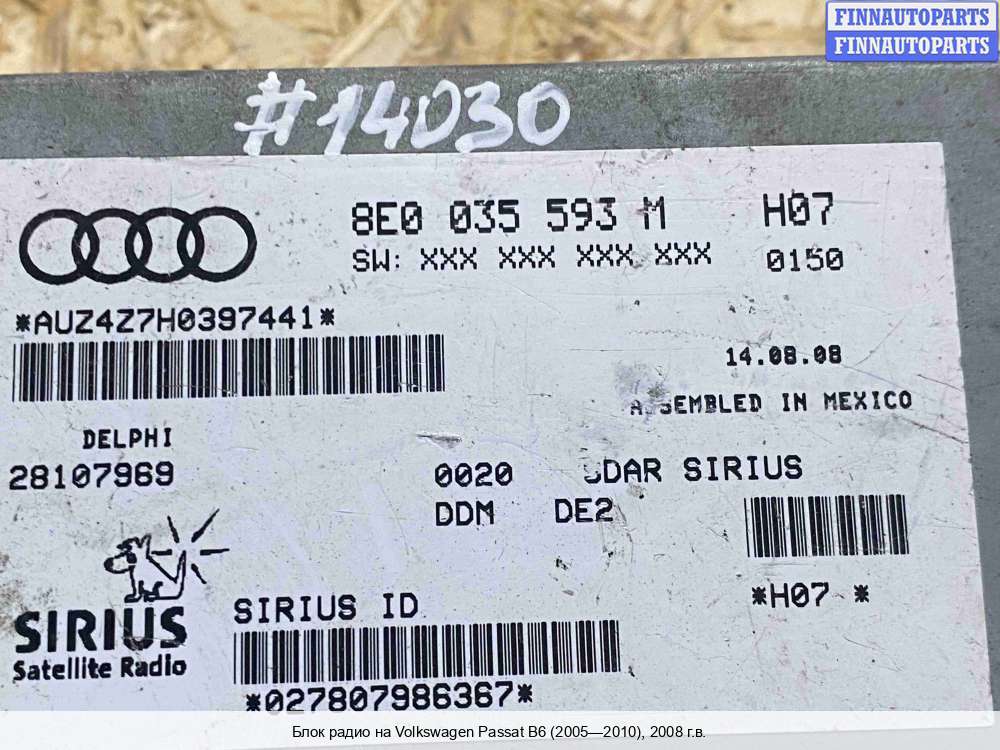 FINNAUTOPARTS
FINNAUTOPARTS
#14030
8E0 035 593 M H07
SW: XXX XXX XXX XXX 0150
*AUZ4Z7H0397441*
14.08.08
ASSEMBLED IN MEXICO
DELPHI
28107969 0020 SDAR SIRIUS
DDM DE2
SIRIUS
Satellite Radio
SIRIUS ID
*H07 *
*027807986367*
Блок радио на Volkswagen Passat B6 (2005—2010), 2008 г.в.